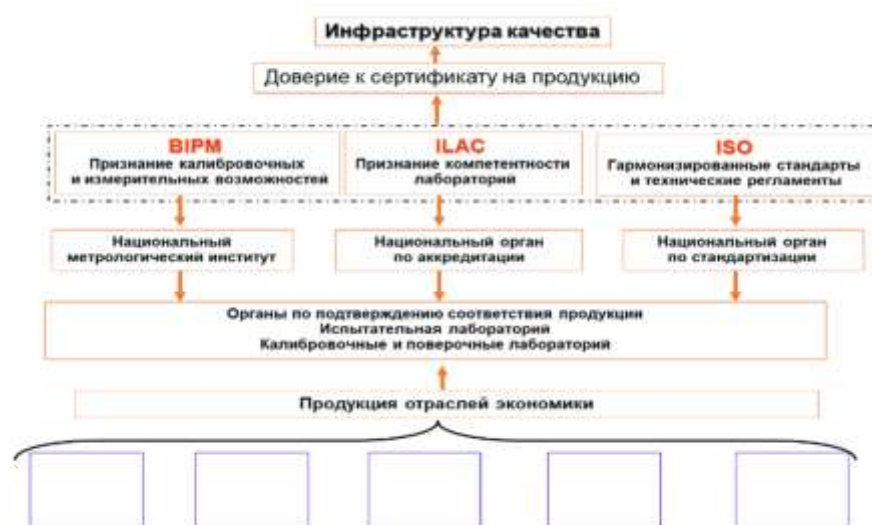 Инфраструктура качества
Доверие к сертификату на продукцию
BIPM
Признание калибровочных
и измерительных возможностей
ILAC
Признание компетентности
лабораторий
ISO
Гармонизированные стандарты
и технические регламенты
Национальный
метрологический институт
Национальный орган
по аккредитации
Национальный орган
по стандартизации
Органы по подтверждению соответствия продукции
Испытательная лабораторий
Калибровочные и поверочные лабораторий
Продукция отраслей экономики